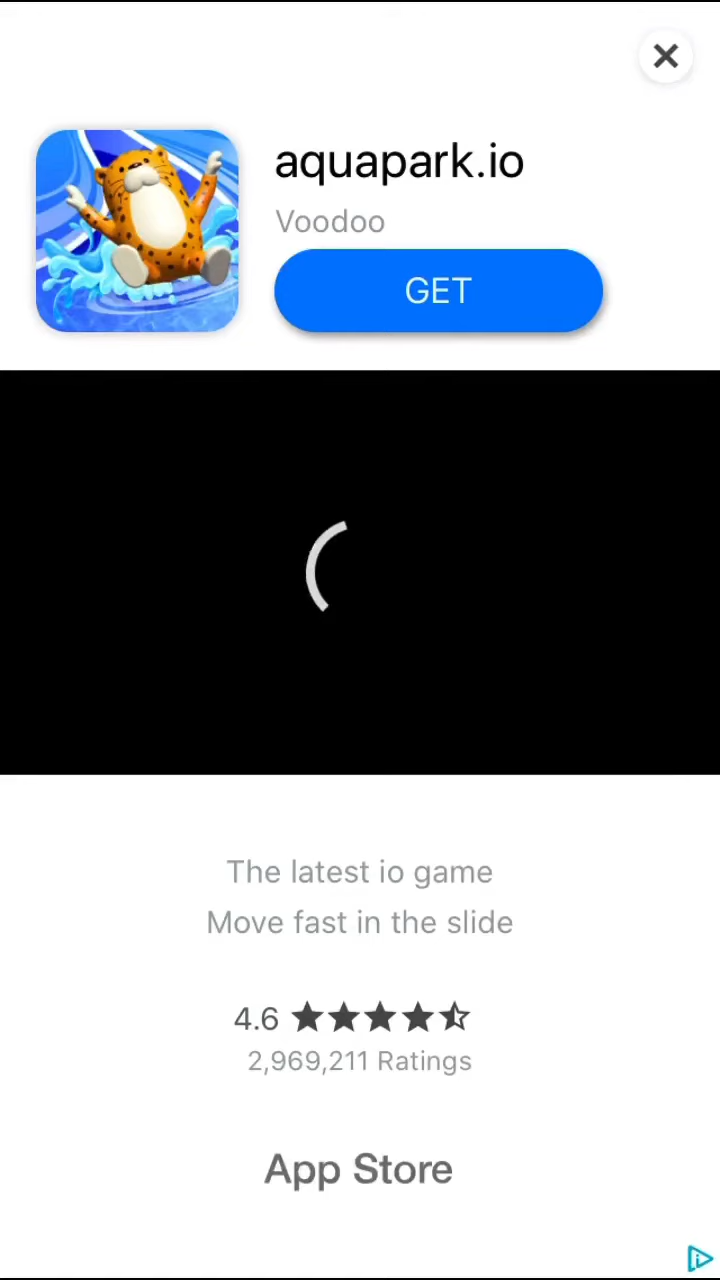 aquapark.io
Voodoo
GET
The latest io game
Move fast in the slide
4.6
2,969,211 Ratings
App Store